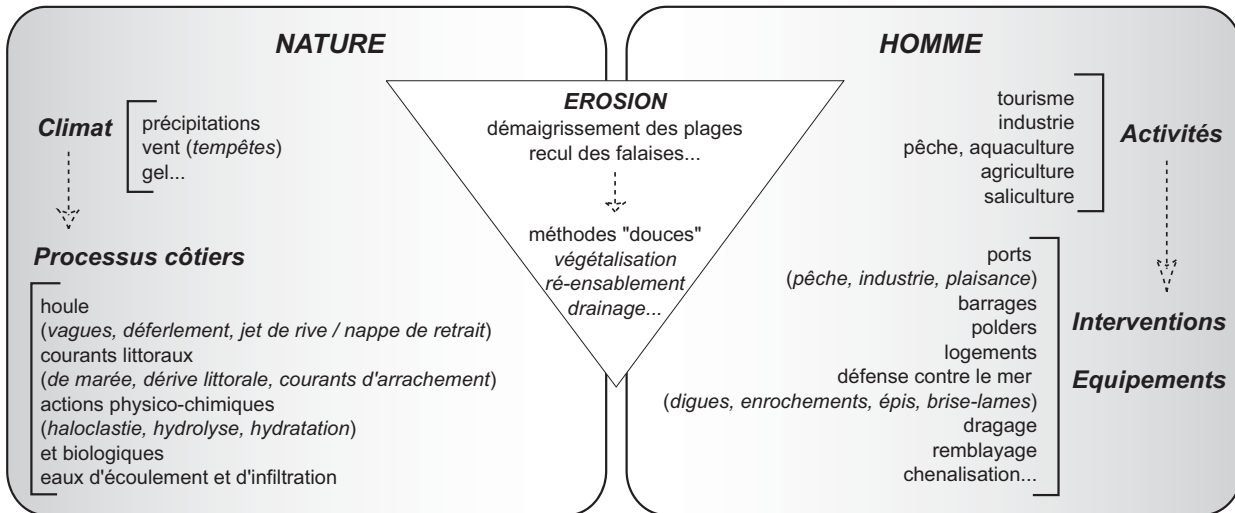 NATURE
Climat
précipitations
vent (tempêtes)
gel...
Processus côtiers
houle
(vagues, déferlement, jet de rive / nappe de retrait)
courants littoraux
(de marée, dérive littorale, courants d'arrachement)
actions physico-chimiques
(haloclastie, hydrolyse, hydratation)
et biologiques
eaux d'écoulement et d'infiltration
EROSION
démaigrissement des plages
recul des falaises...
méthodes "douces"
végétalisation
ré-ensablement
drainage...
HOMME
tourisme
industrie
pêche, aquaculture
agriculture
saliculture
Activités
ports
(pêche, industrie, plaisance)
barrages
polders
logements
défense contre le mer
(digues, enrochements, épis, brise-lames)
dragage
remblayage
chenalisation...
Interventions
Equipements